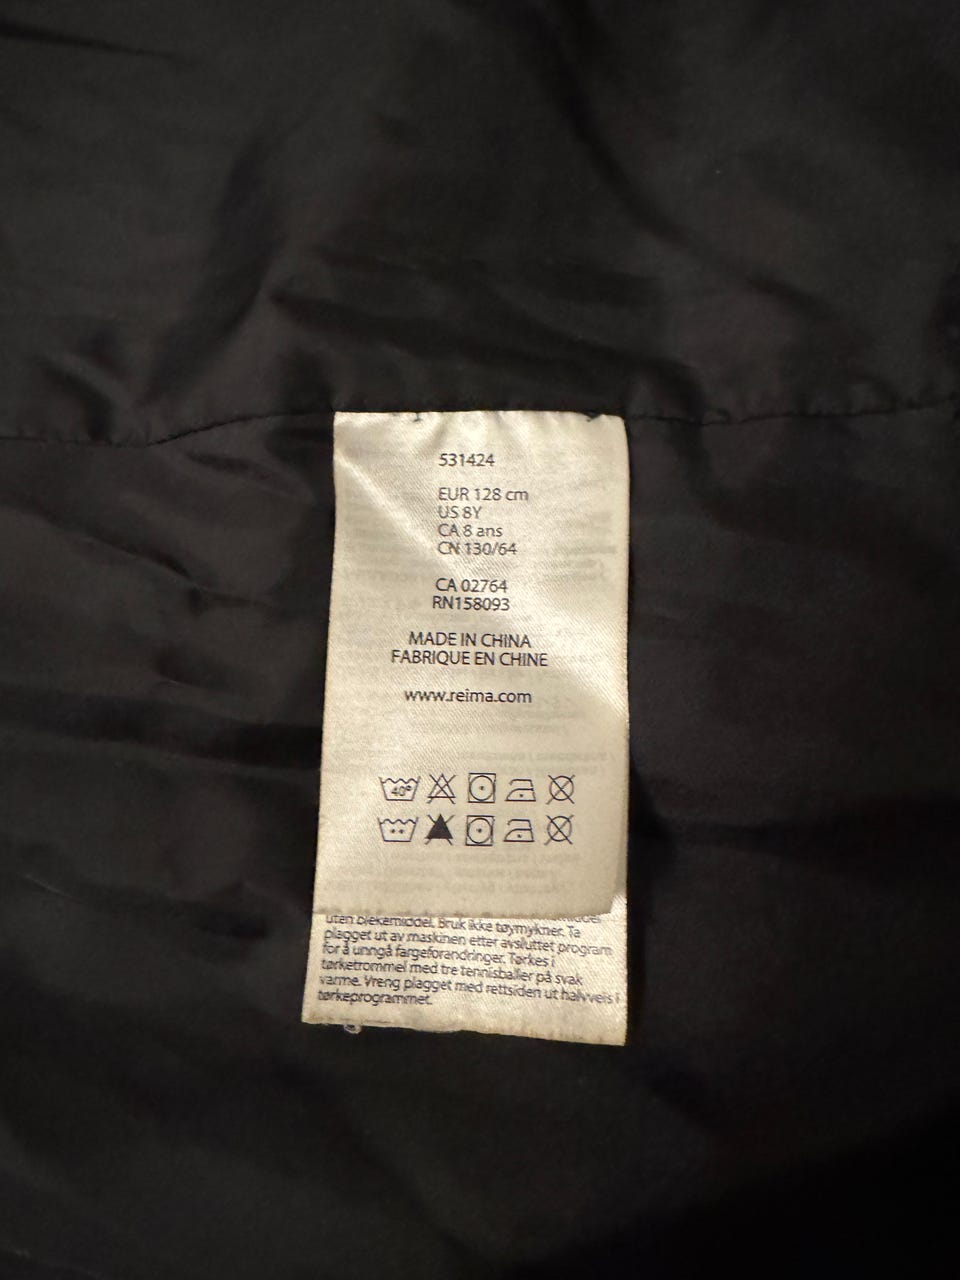 531424
EUR 128 cm
US 8Y
CA 8 ans
CN 130/64
CA 02764
RN158093
MADE IN CHINA
FABRIQUE EN CHINE
www.reima.com
40°
uten blekemiddel. Bruk ikke tøymykner. Ta
plagget ut av maskinen etter avsluttet program
for å unngå fargeforandringer. Tørkes i
tørketrommel med tre tennisballer på svak
varme. Vreng plagget med rettsiden ut halvveis i
tørkeprogrammet.